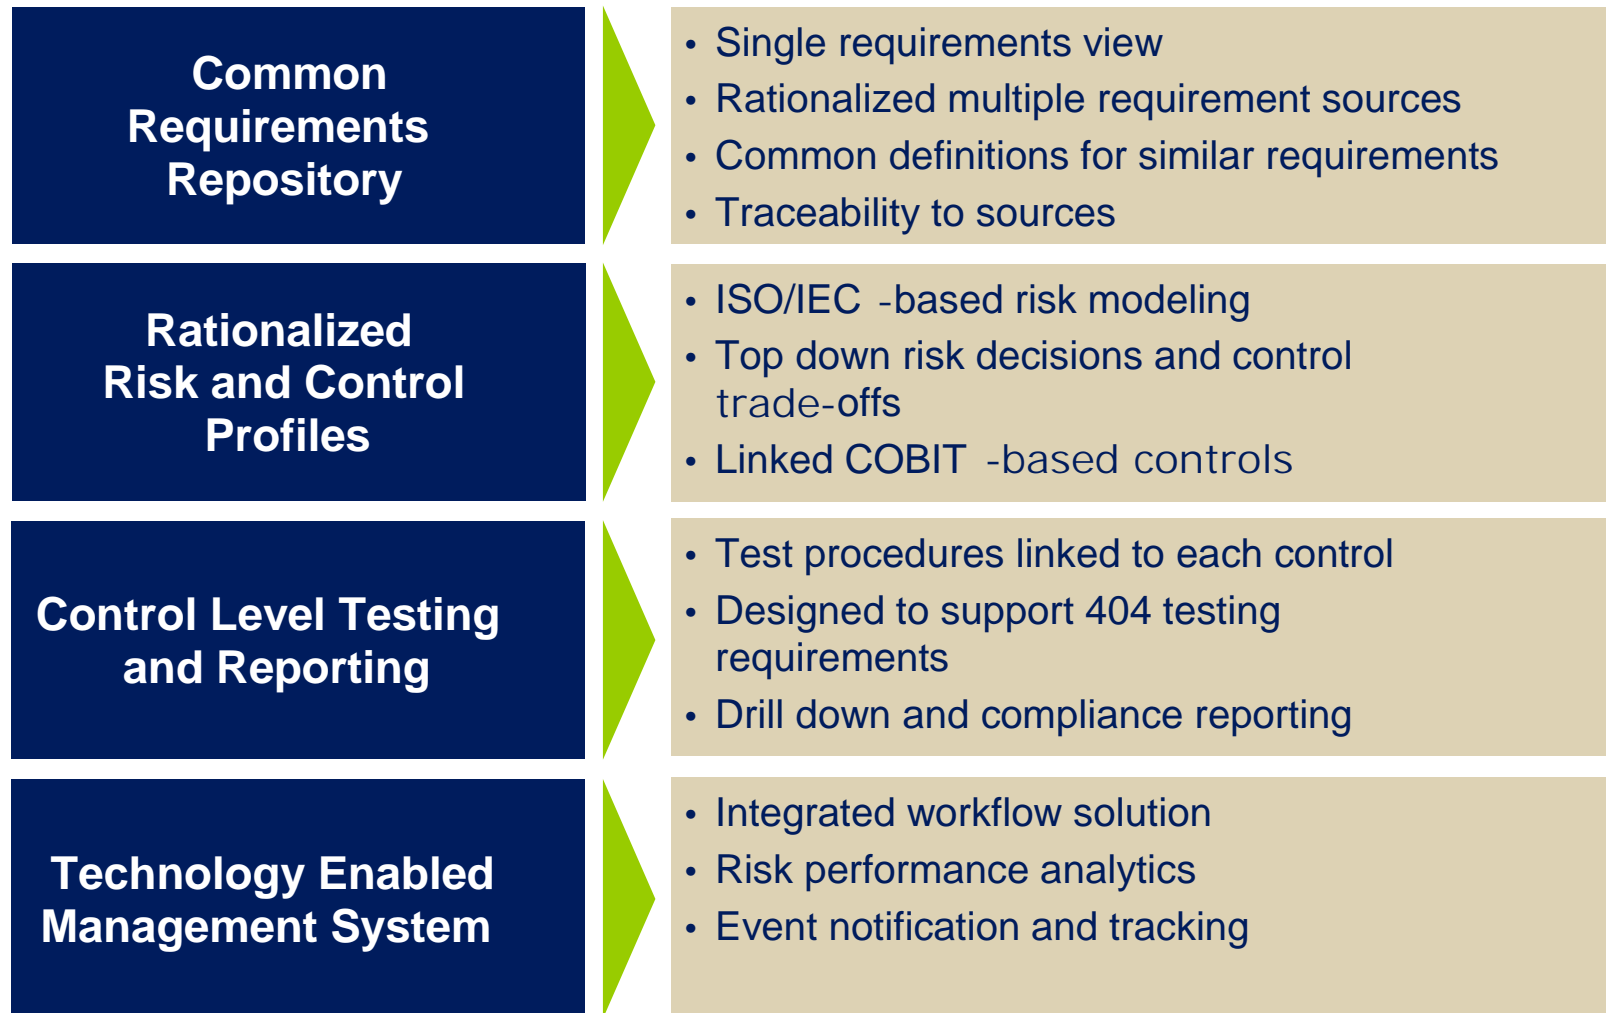 Common
Requirements
Repository
• Single requirements view
• Rationalized multiple requirement sources
• Common definitions for similar requirements
• Traceability to sources
Rationalized
Risk and Control
Profiles
• ISO/IEC -based risk modeling
• Top down risk decisions and control
trade-offs
• Linked COBIT -based controls
Control Level Testing
and Reporting
• Test procedures linked to each control
• Designed to support 404 testing
requirements
• Drill down and compliance reporting
Technology Enabled
Management System
• Integrated workflow solution
• Risk performance analytics
• Event notification and tracking